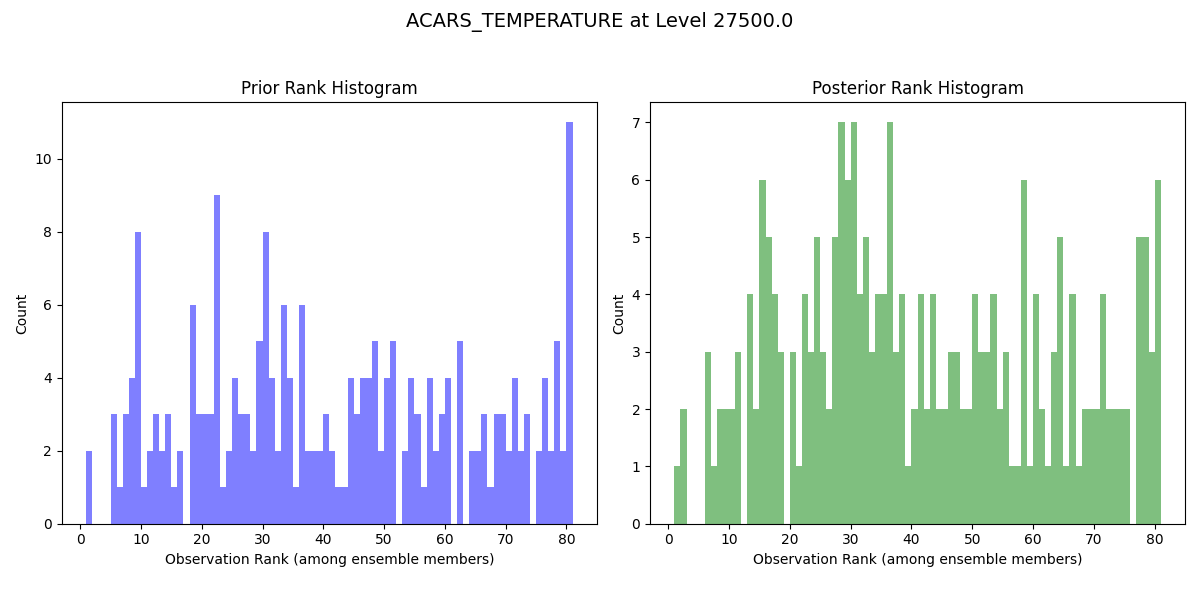 ACARS_TEMPERATURE at Level 27500.0
Prior Rank Histogram
Count
0
2
4
6
8
10
0 10 20 30 40 50 60 70 80
Observation Rank (among ensemble members)
Posterior Rank Histogram
Count
0
1
2
3
4
5
6
7
0 10 20 30 40 50 60 70 80
Observation Rank (among ensemble members)